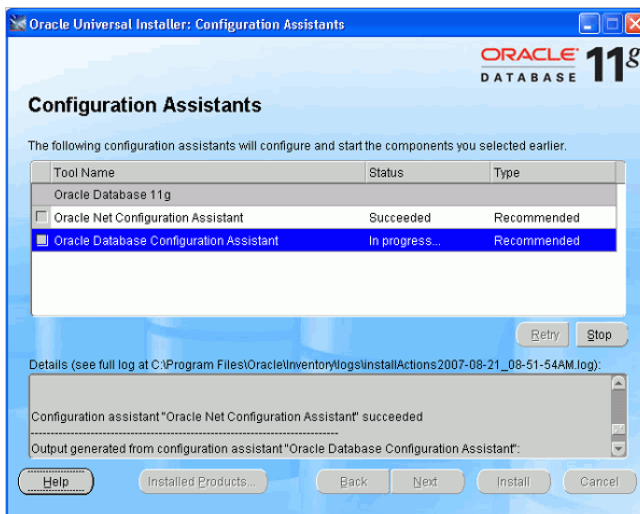 Oracle Universal Installer: Configuration Assistants
ORACLE 11g
DATABASE
Configuration Assistants
The following configuration assistants will configure and start the components you selected earlier.
Tool Name Status Type
Oracle Database 11g
Oracle Net Configuration Assistant Succeeded Recommended
Oracle Database Configuration Assistant In progress... Recommended
Retry Stop
Details (see full log at C:\Program Files\Oracle\Inventory\logs\installActions2007-08-21_08-51-54AM.log):
Configuration assistant "Oracle Net Configuration Assistant" succeeded
-----------------------------------------------------------------------------
Output generated from configuration assistant "Oracle Database Configuration Assistant":
Help Installed Products... Back Next Install Cancel